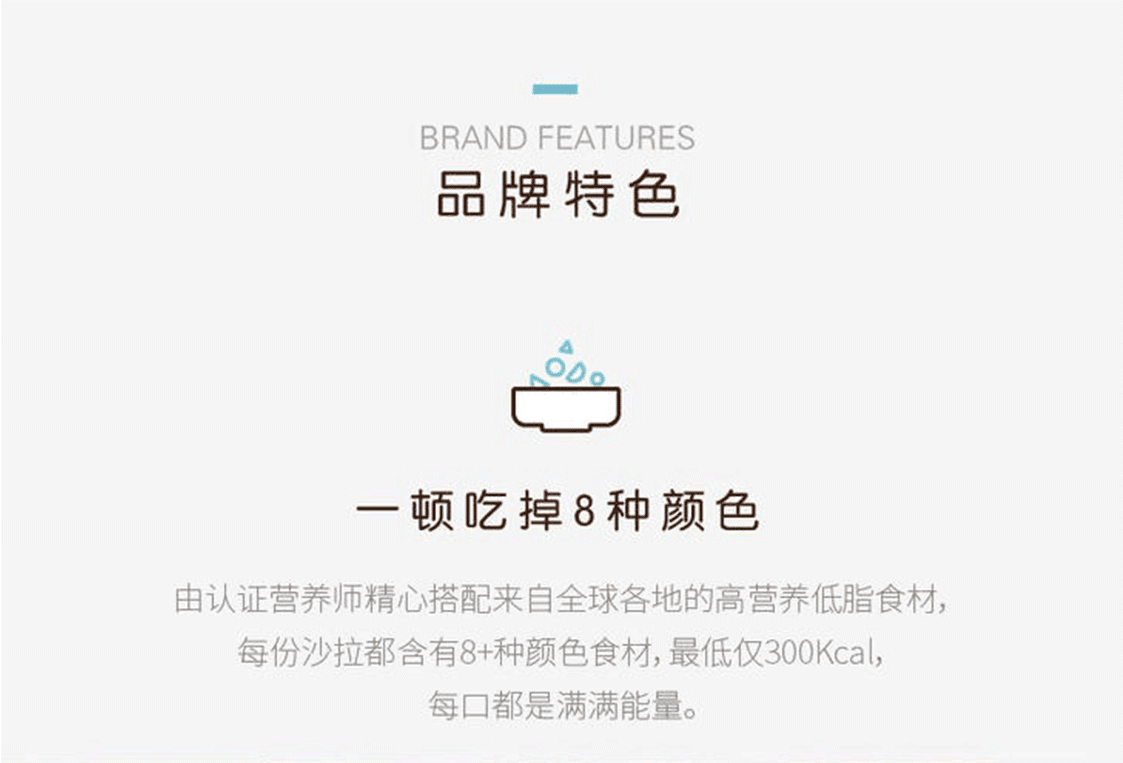 BRAND FEATURES
品牌特色
一顿吃掉8种颜色
由认证营养师精心搭配来自全球各地的高营养低脂食材,
每份沙拉都含有8+种颜色食材, 最低仅300Kcal,
每口都是满满能量。